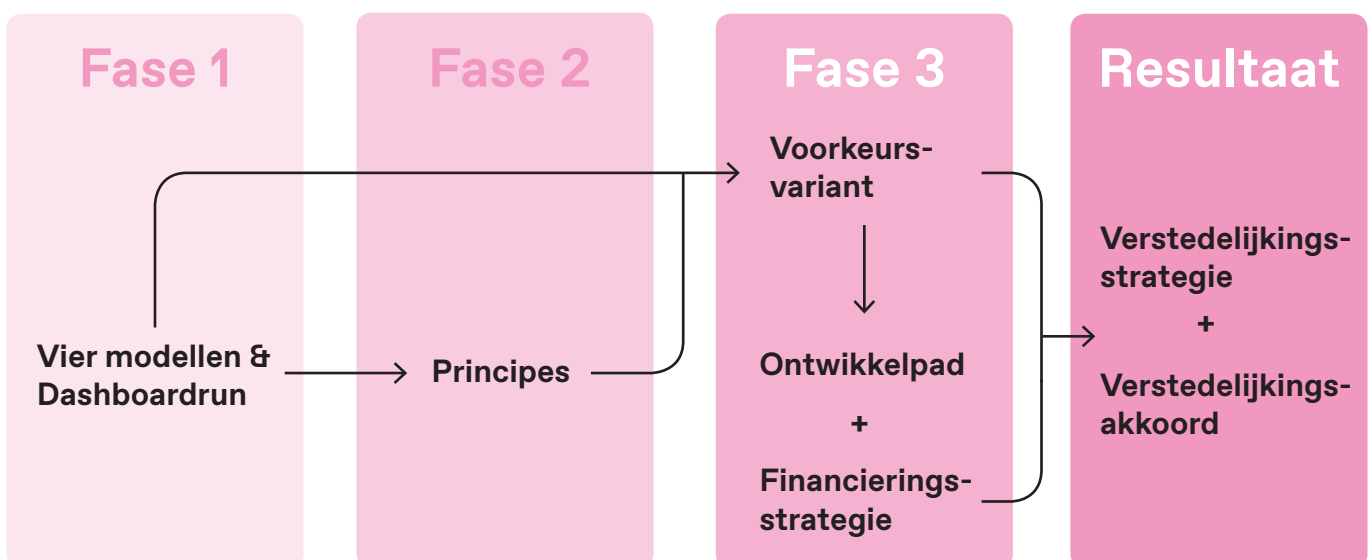 Fase 1
Vier modellen &
Dashboardrun
Fase 2
Principes
Fase 3
Voorkeurs-
variant
Ontwikkelpad
+
Financierings-
strategie
Resultaat
Verstedelijkings-
strategie
+
Verstedelijkings-
akkoord